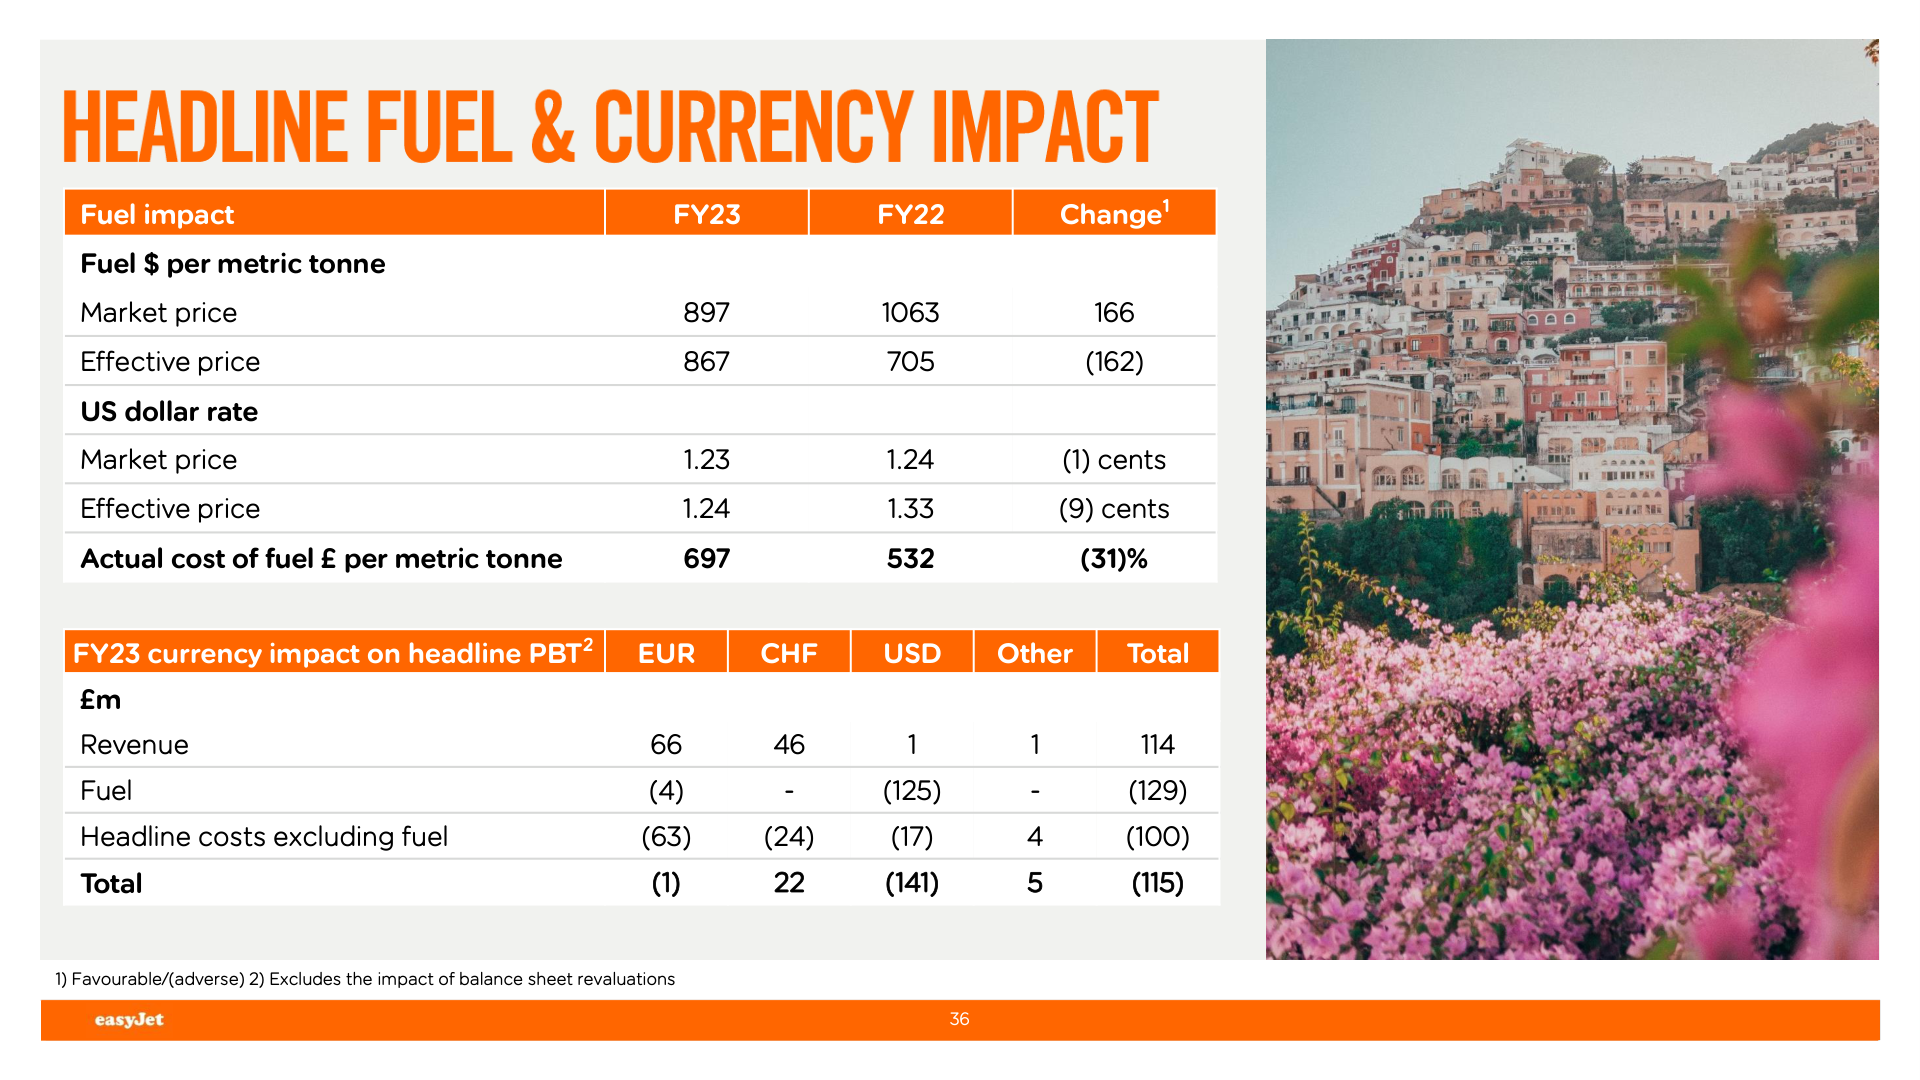 HEADLINE FUEL & CURRENCY IMPACT
Fuel impact FY23 FY22 Change¹
Fuel $ per metric tonne
Market price 897 1063 166
Effective price 867 705 (162)
US dollar rate
Market price 1.23 1.24 (1) cents
Effective price 1.24 1.33 (9) cents
Actual cost of fuel £ per metric tonne 697 532 (31)%
FY23 currency impact on headline PBT² EUR CHF USD Other Total
£m
Revenue 66 46 1 1 114
Fuel (4) - (125) - (129)
Headline costs excluding fuel (63) (24) (17) 4 (100)
Total (1) 22 (141) 5 (115)
1) Favourable/(adverse) 2) Excludes the impact of balance sheet revaluations
easyJet 36